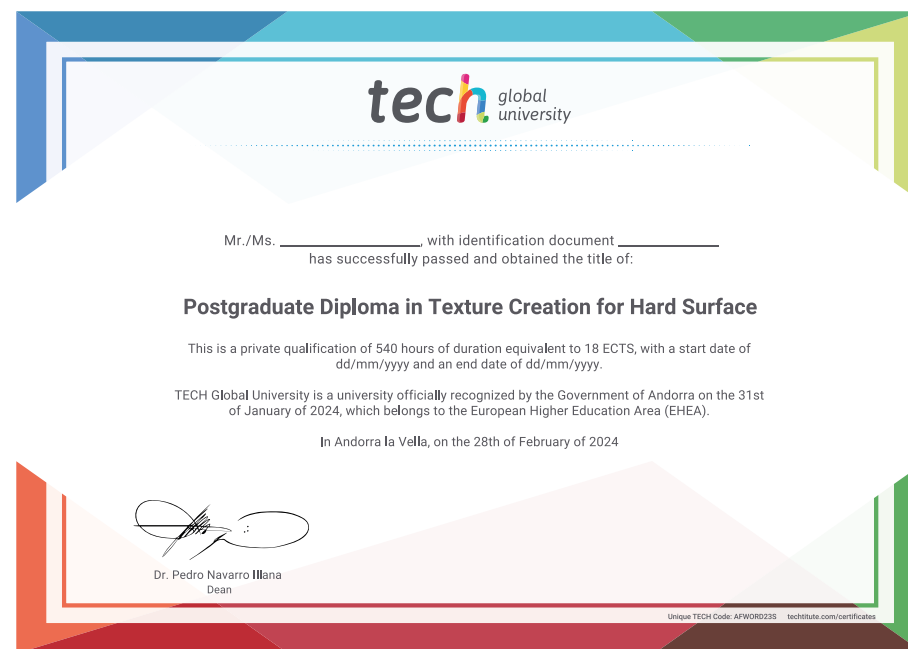 tech global university
Mr./Ms. ____________________, with identification document ______________
has successfully passed and obtained the title of:
Postgraduate Diploma in Texture Creation for Hard Surface
This is a private qualification of 540 hours of duration equivalent to 18 ECTS, with a start date of
dd/mm/yyyy and an end date of dd/mm/yyyy.
TECH Global University is a university officially recognized by the Government of Andorra on the 31st
of January of 2024, which belongs to the European Higher Education Area (EHEA).
In Andorra la Vella, on the 28th of February of 2024
Dr. Pedro Navarro Illana
Dean
Unique TECH Code: AFWORD23S techtitute.com/certificates